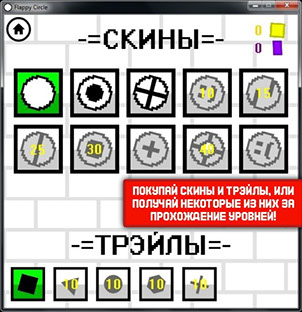 Flappy Circle
0
-=СКИНЫ=-
0
10 15
25 30 40
ПОКУПАЙ СКИНЫ И ТРЭЙЛЫ, ИЛИ
ПОЛУЧАЙ НЕКОТОРЫЕ ИЗ НИХ ЗА
ПРОХОЖДЕНИЕ УРОВНЕЙ!
-=ТРЭЙЛЫ=-
10 10 10 10